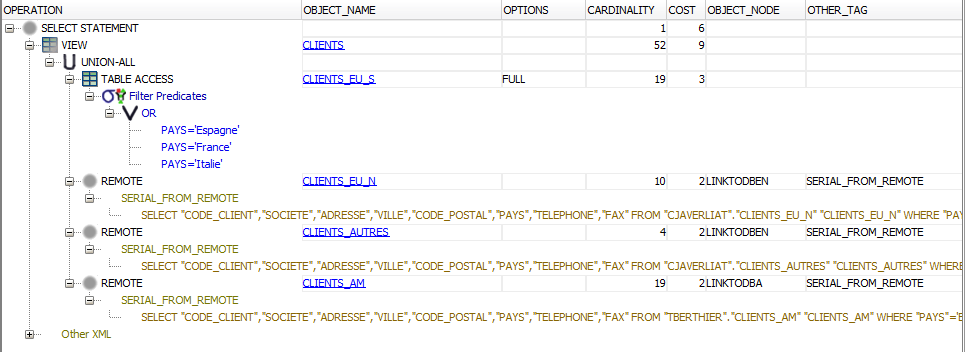 OPERATION OBJECT_NAME OPTIONS CARDINALITY COST OBJECT_NODE OTHER_TAG
SELECT STATEMENT 1 6
VIEW CLIENTS 52 9
UNION-ALL
TABLE ACCESS CLIENTS_EU_S FULL 19 3
Filter Predicates
OR
PAYS='Espagne'
PAYS='France'
PAYS='Italie'
REMOTE CLIENTS_EU_N 10 2 LINKTODBEN SERIAL_FROM_REMOTE
SERIAL_FROM_REMOTE
SELECT "CODE_CLIENT","SOCIETE","ADRESSE","VILLE","CODE_POSTAL","PAYS","TELEPHONE","FAX" FROM "CJAVERLIAT"."CLIENTS_EU_N" "CLIENTS_EU_N" WHERE "PAY
REMOTE CLIENTS_AUTRES 4 2 LINKTODBEN SERIAL_FROM_REMOTE
SERIAL_FROM_REMOTE
SELECT "CODE_CLIENT","SOCIETE","ADRESSE","VILLE","CODE_POSTAL","PAYS","TELEPHONE","FAX" FROM "CJAVERLIAT"."CLIENTS_AUTRES" "CLIENTS_AUTRES" WHERE
REMOTE CLIENTS_AM 19 2 LINKTODBA SERIAL_FROM_REMOTE
SERIAL_FROM_REMOTE
SELECT "CODE_CLIENT","SOCIETE","ADRESSE","VILLE","CODE_POSTAL","PAYS","TELEPHONE","FAX" FROM "TBERTHIER"."CLIENTS_AM" "CLIENTS_AM" WHERE "PAYS"='E
Other XML